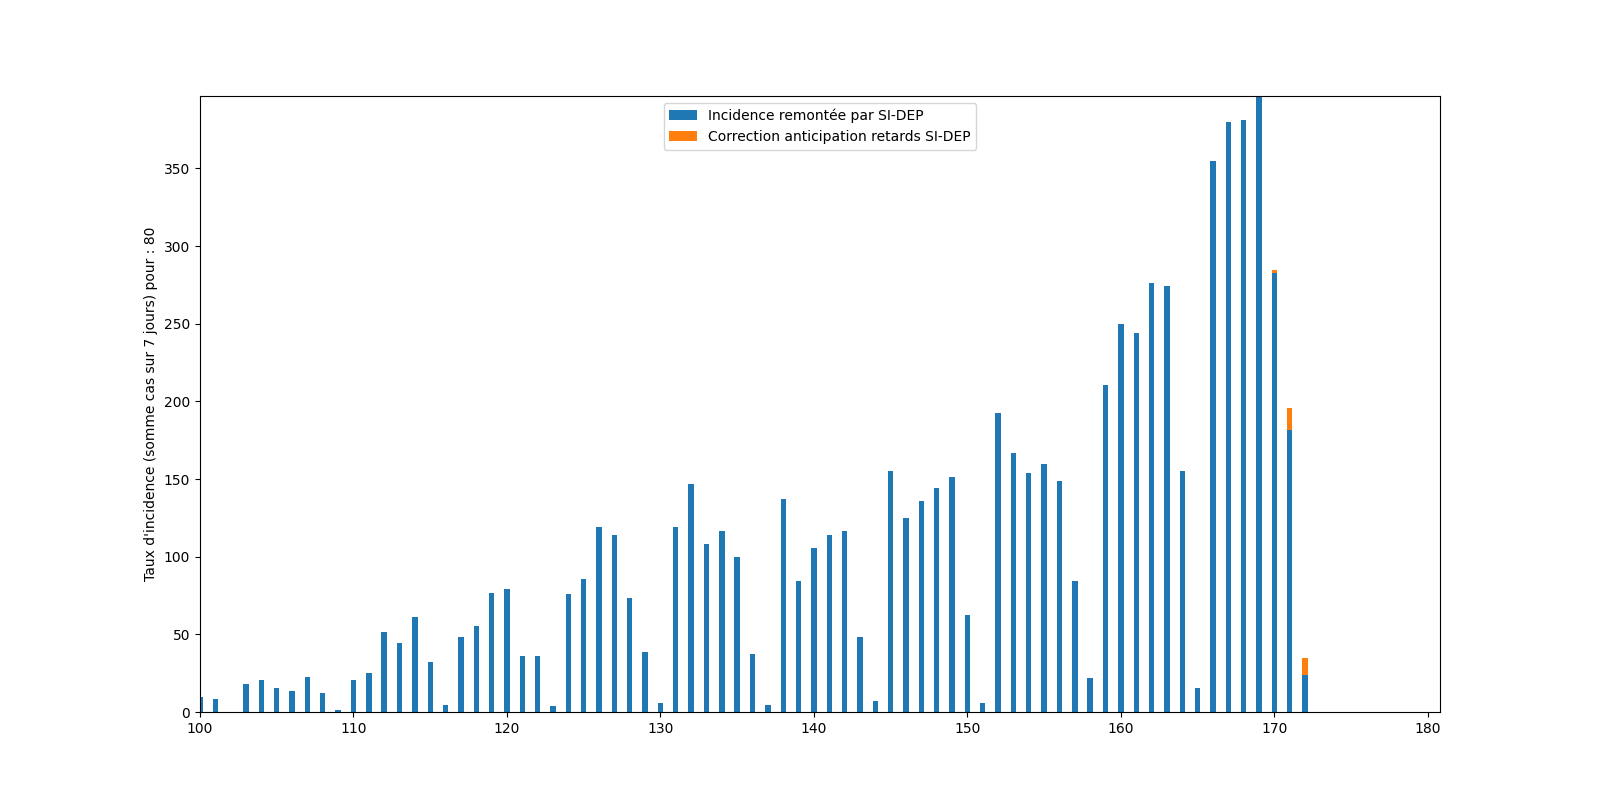 Incidence remontée par SI-DEP
Correction anticipation retards SI-DEP
Taux d'incidence (somme cas sur 7 jours) pour : 80
350
300
250
200
150
100
50
0
100 110 120 130 140 150 160 170 180